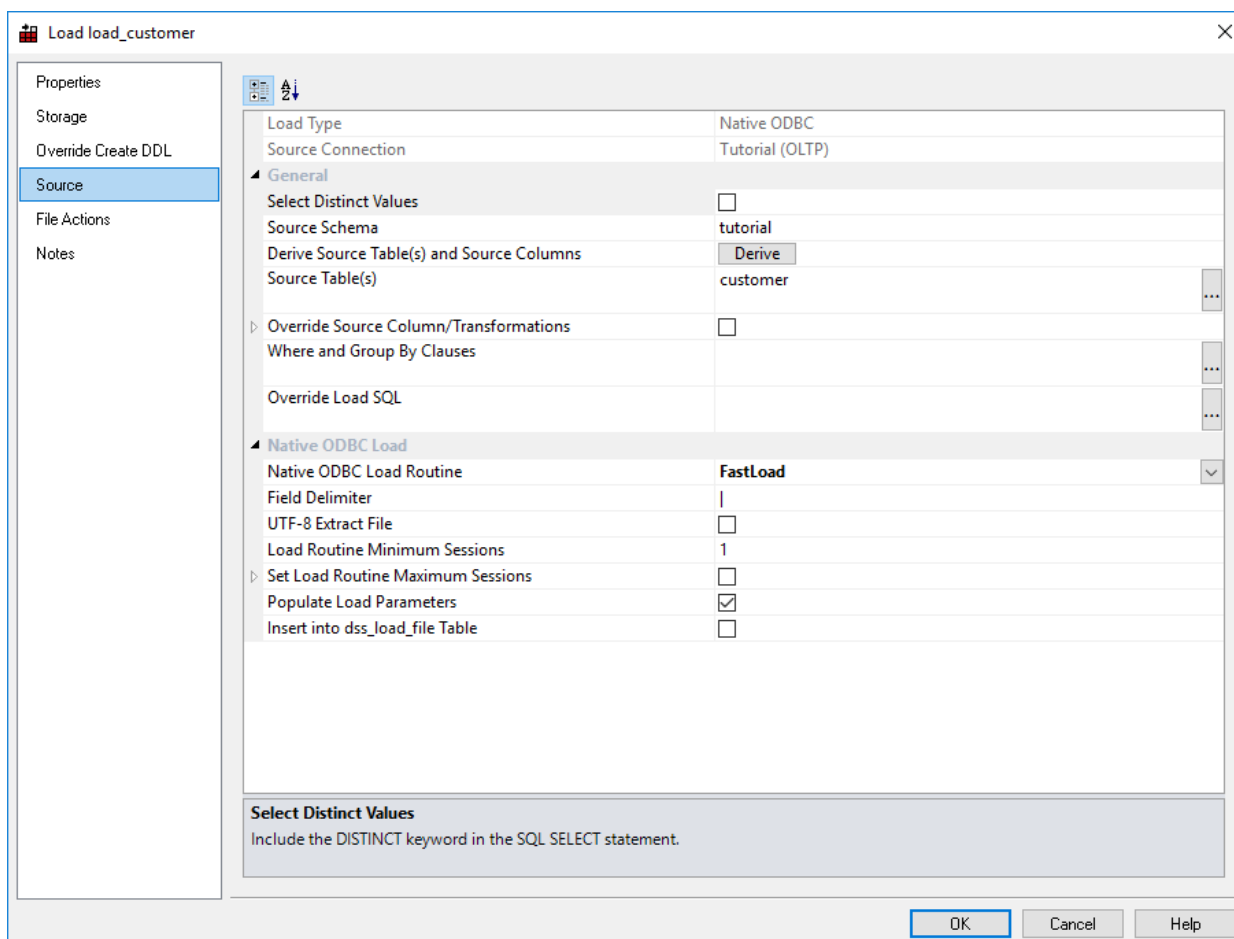 Load load_customer
Properties
Storage
Override Create DDL
Source
File Actions
Notes
Load Type Native ODBC
Source Connection Tutorial (OLTP)
General
Select Distinct Values
Source Schema tutorial
Derive Source Table(s) and Source Columns Derive
Source Table(s) customer
...
Override Source Column/Transformations
Where and Group By Clauses
...
Override Load SQL
...
Native ODBC Load
Native ODBC Load Routine FastLoad
Field Delimiter |
UTF-8 Extract File
Load Routine Minimum Sessions 1
Set Load Routine Maximum Sessions
Populate Load Parameters
Insert into dss_load_file Table
Select Distinct Values
Include the DISTINCT keyword in the SQL SELECT statement.
OK Cancel Help